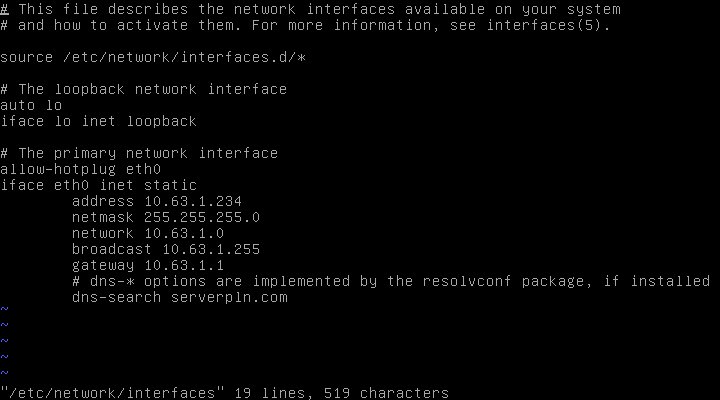 # This file describes the network interfaces available on your system
# and how to activate them. For more information, see interfaces(5).

source /etc/network/interfaces.d/*

# The loopback network interface
auto lo
iface lo inet loopback

# The primary network interface
allow-hotplug eth0
iface eth0 inet static
        address 10.63.1.234
        netmask 255.255.255.0
        network 10.63.1.0
        broadcast 10.63.1.255
        gateway 10.63.1.1
        # dns-* options are implemented by the resolvconf package, if installed
        dns-search serverpln.com
~
~
~
~
~
"/etc/network/interfaces" 19 lines, 519 characters